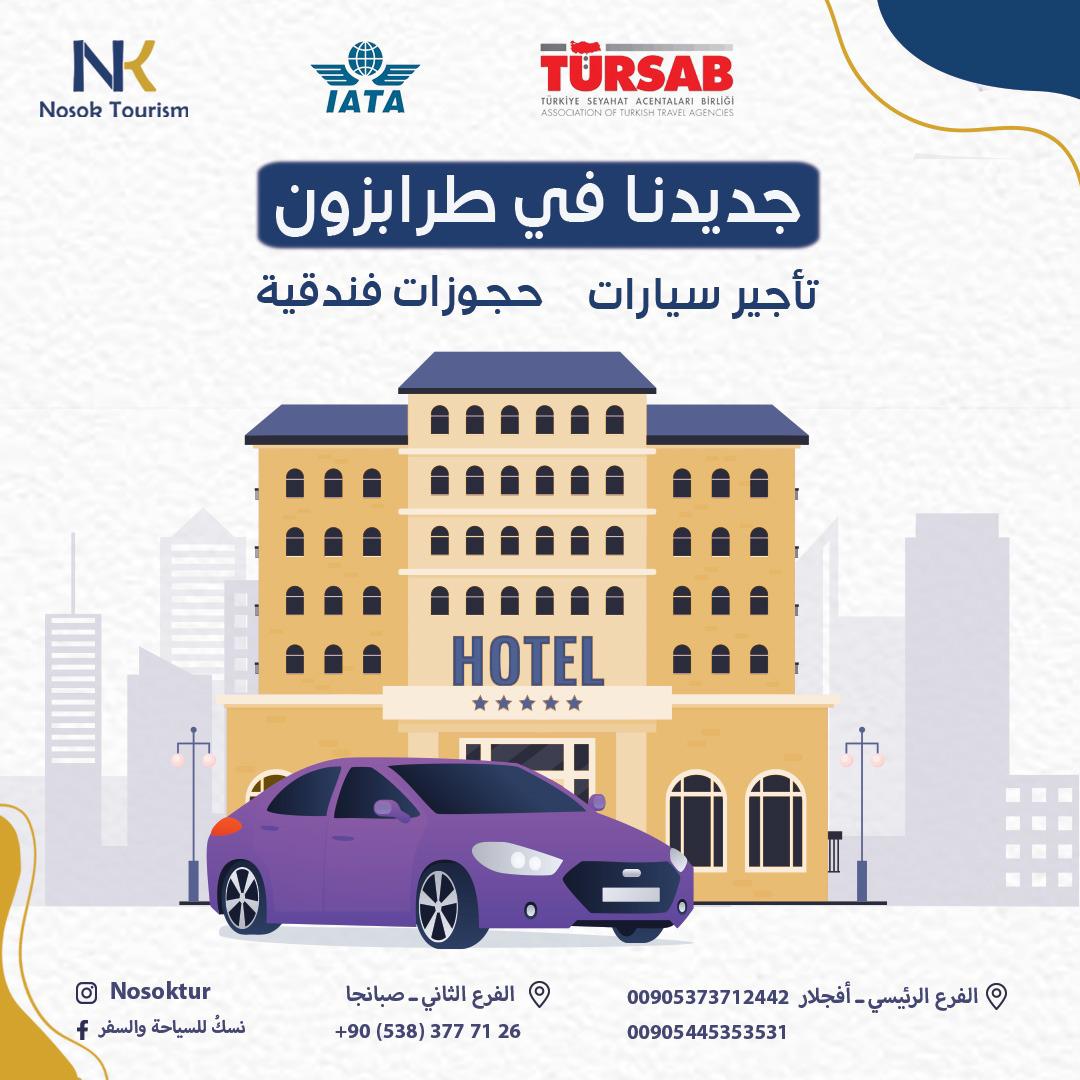 NK
Nosok Tourism
IATA
TÜRSAB
TÜRKİYE SEYAHAT ACENTALARI BİRLİĞİ
ASSOCIATION OF TURKISH TRAVEL AGENCIES
جديدنا في طرابزون
تأجير سيارات حجوزات فندقية
HOTEL
الفرع الرئيسي - أفجلار 00905373712442
00905445353531
الفرع الثاني - صبانجا
+90 (538) 377 71 26
Nosoktur
نسكُ للسياحة والسفر